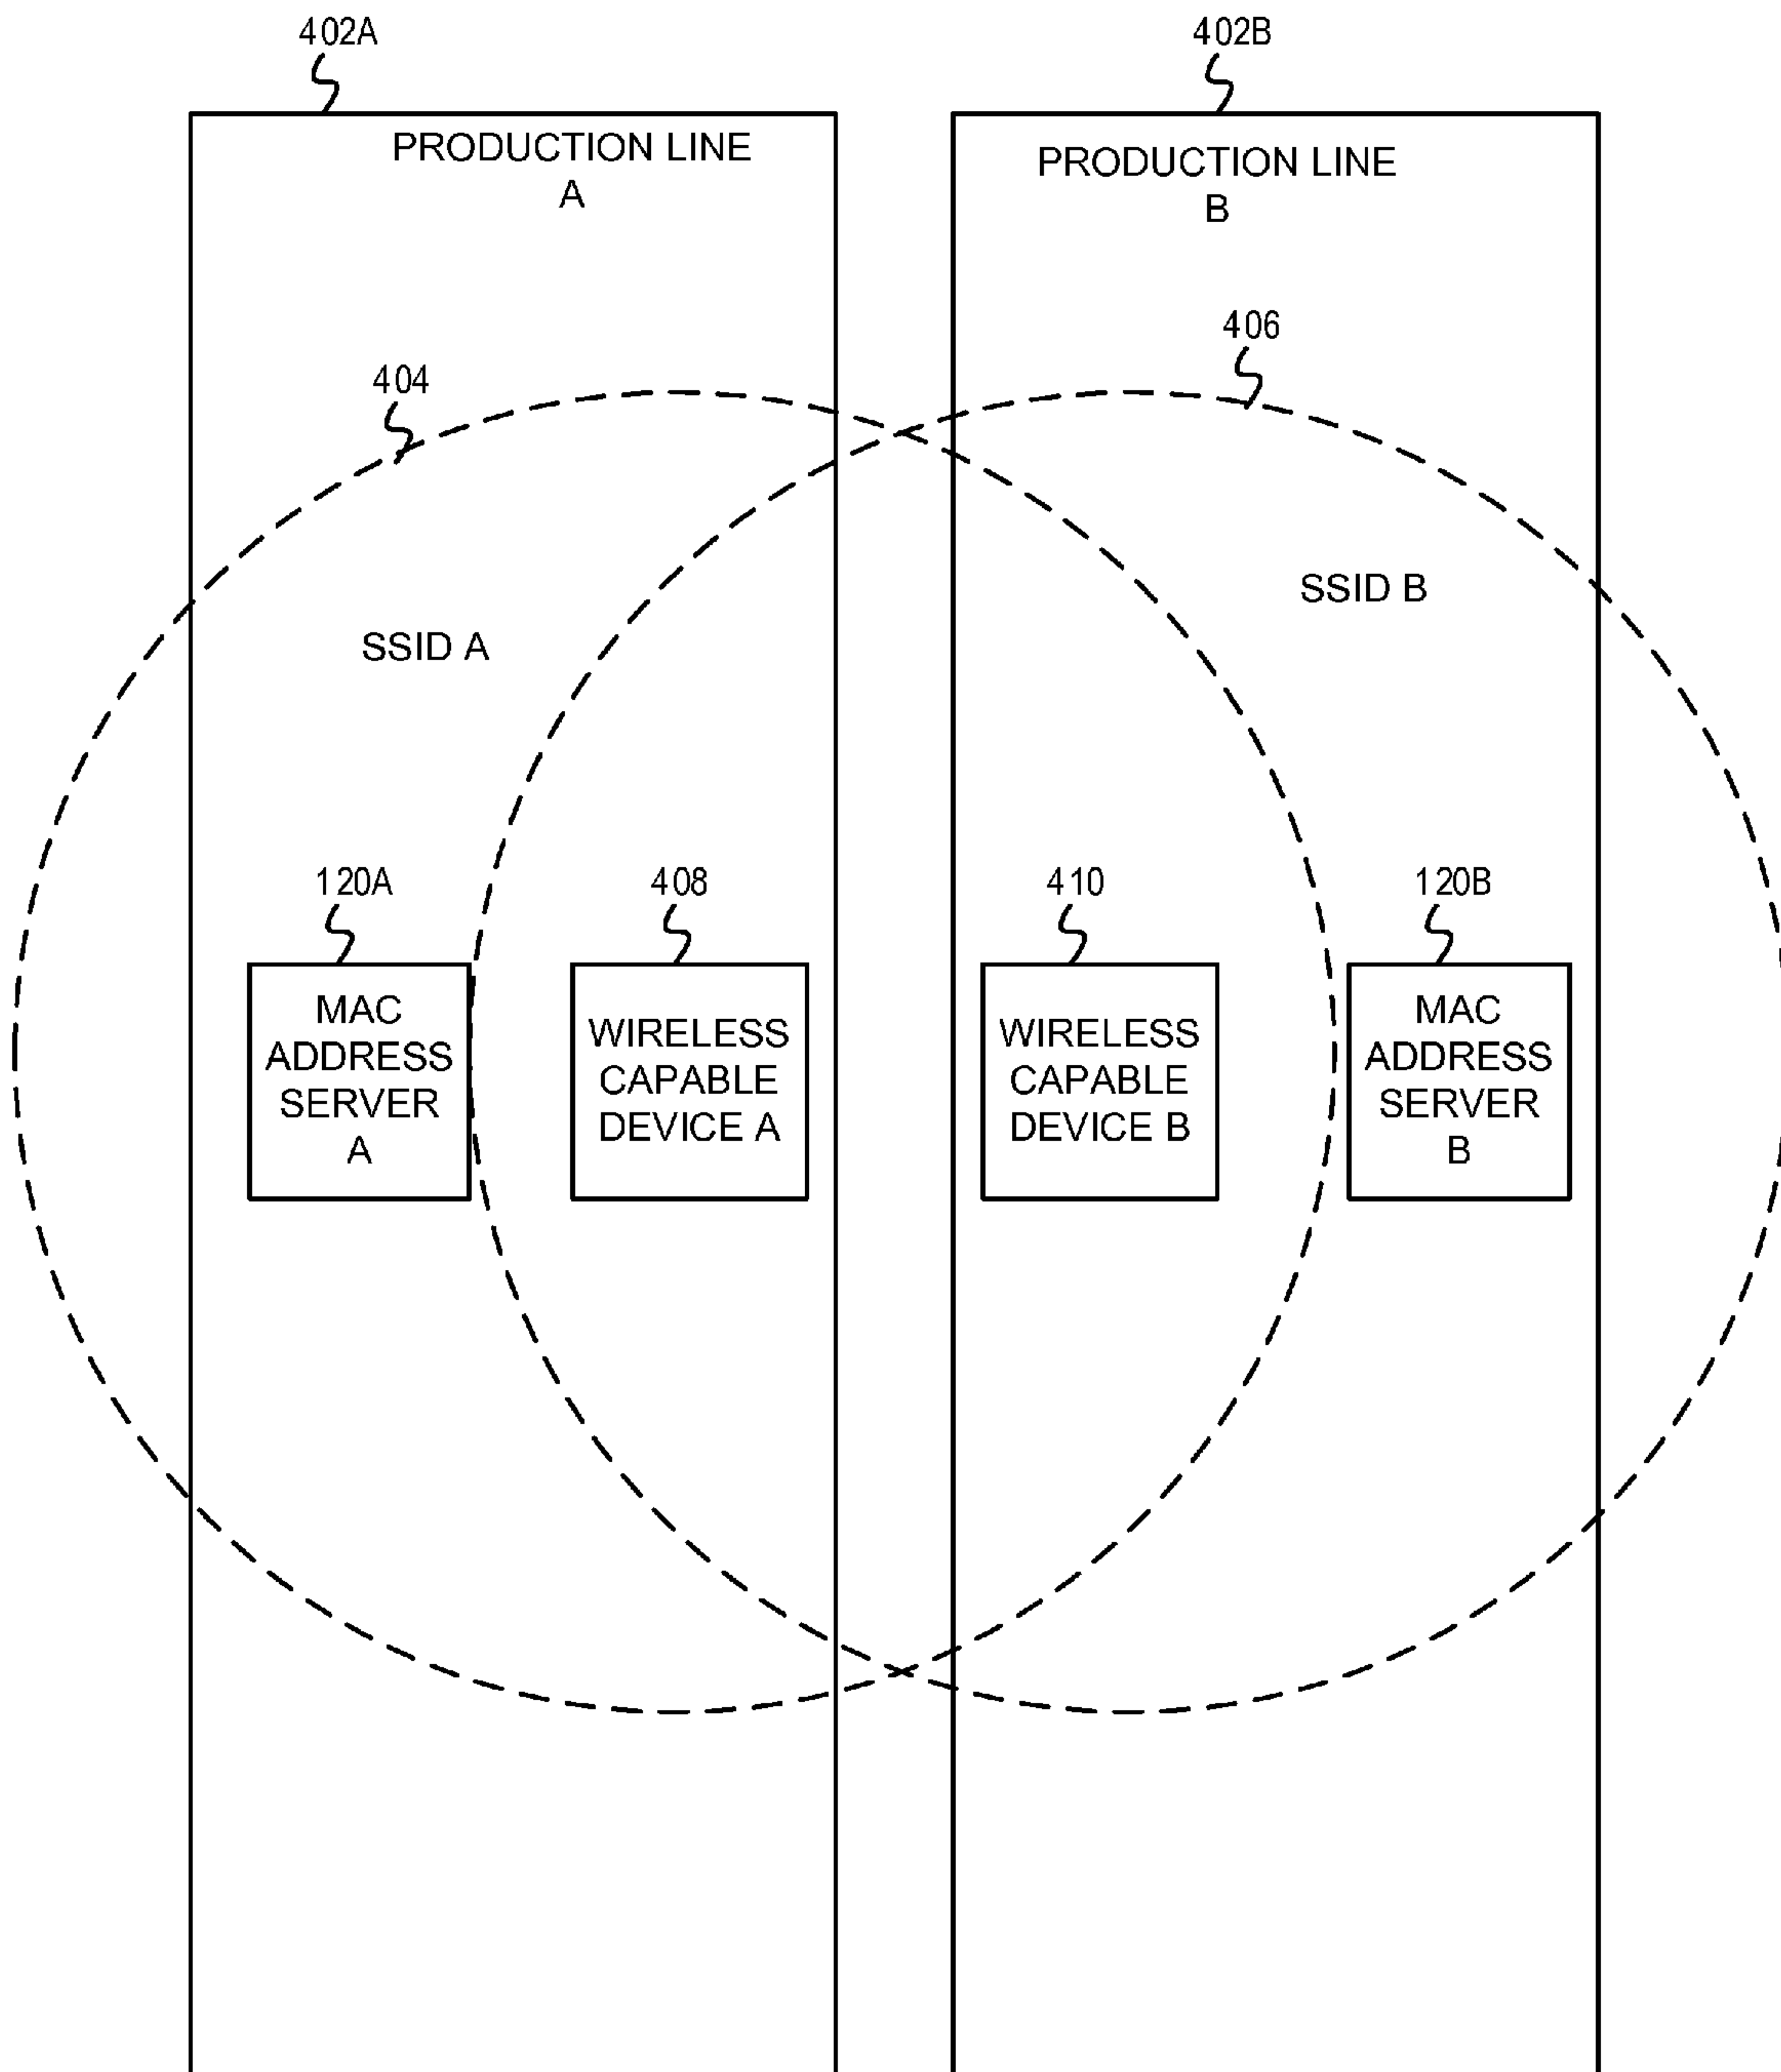 402A
402B
PRODUCTION LINE
A
PRODUCTION LINE
B
406
404
SSID B
SSID A
120A
408
410
120B
MAC
ADDRESS
SERVER
A
WIRELESS
CAPABLE
DEVICE A
WIRELESS
CAPABLE
DEVICE B
MAC
ADDRESS
SERVER
B